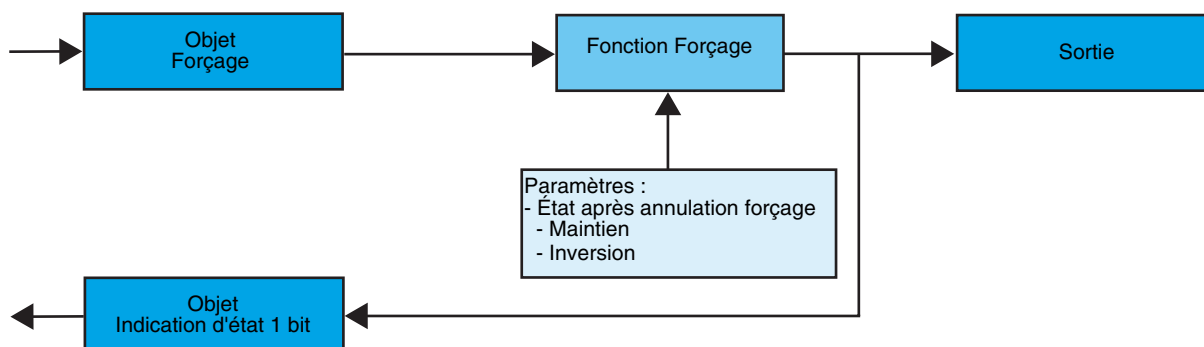 Objet
Forçage
Fonction Forçage
Sortie
Paramètres :
- État après annulation forçage
- Maintien
- Inversion
Objet
Indication d'état 1 bit